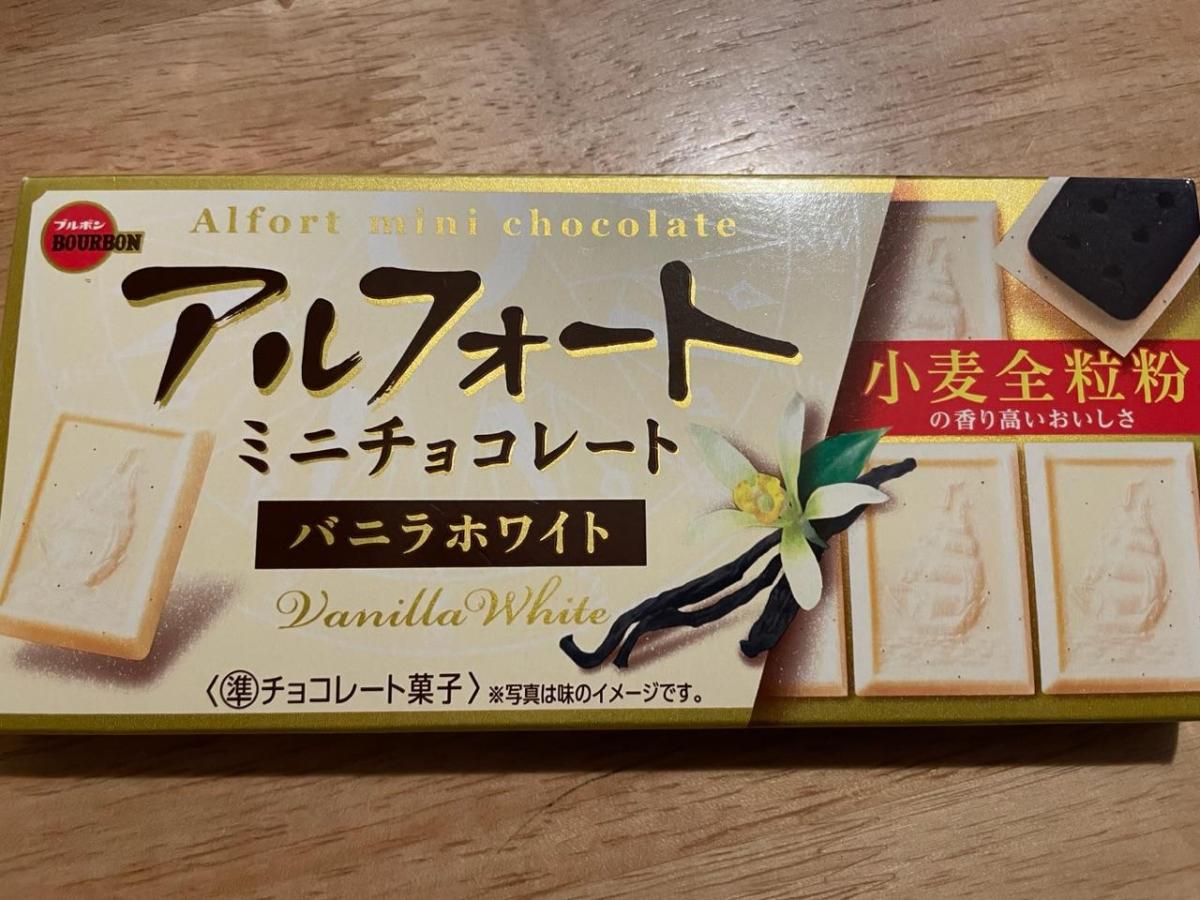 ブルボン
BOURBON
Alfort mini chocolate
アルフォート
ミニチョコレート
バニラホワイト
Vanilla White
〈㊜チョコレート菓子〉※写真は味のイメージです。
小麦全粒粉
の香り高いおいしさ